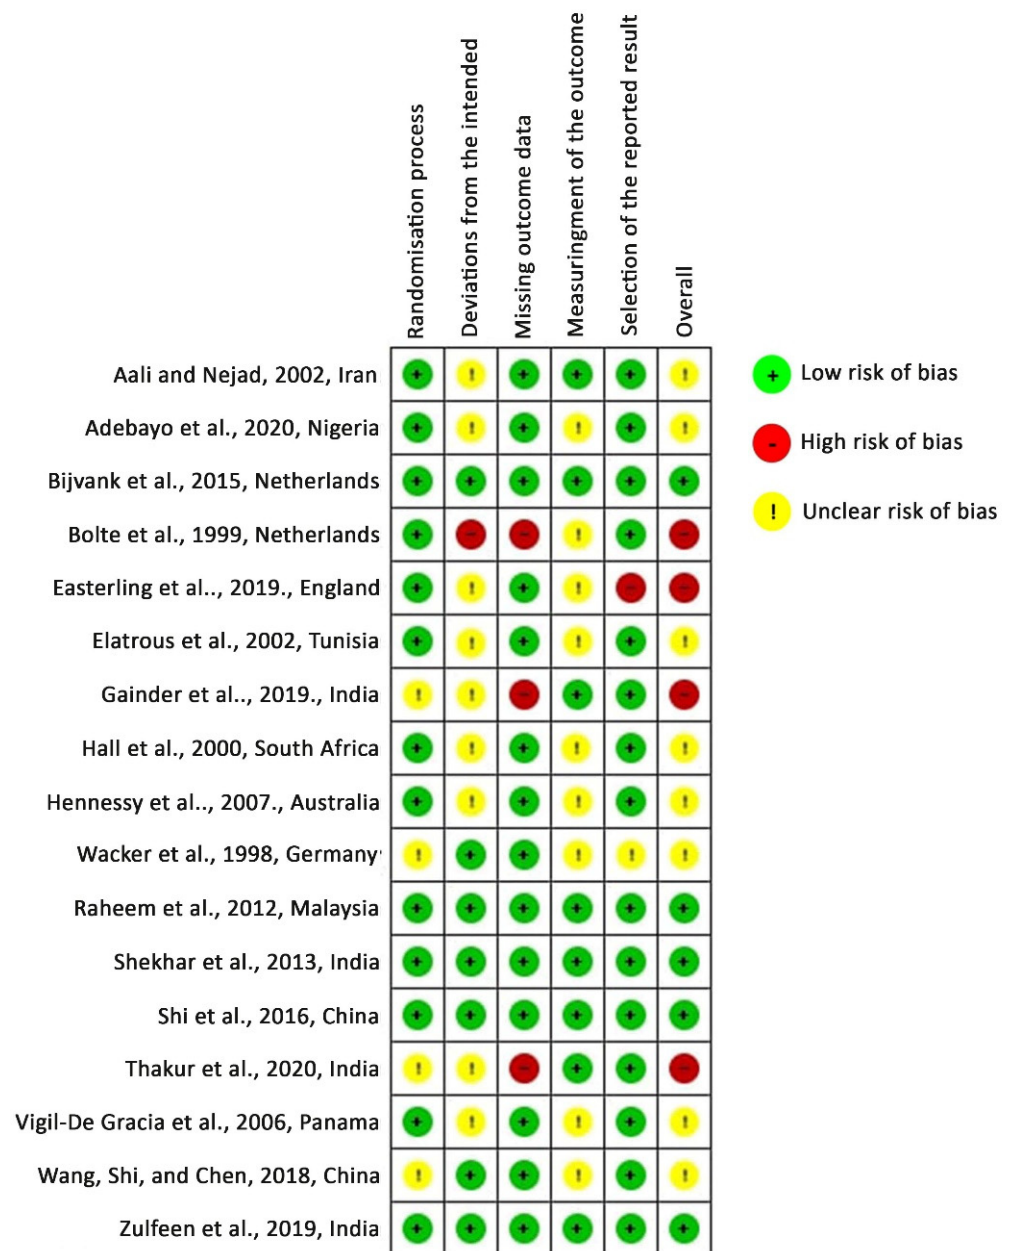 Randomisation process
Deviations from the intended
Missing outcome data
Measuringment of the outcome
Selection of the reported result
Overall
Aali and Nejad, 2002, Iran + ! + + + !
Adebayo et al., 2020, Nigeria + ! + ! + !
Bijvank et al., 2015, Netherlands + + + + + +
Bolte et al., 1999, Netherlands + - - ! + -
Easterling et al.., 2019., England + ! + ! - -
Elatrous et al., 2002, Tunisia + ! + ! + !
Gainder et al.., 2019., India ! ! - + + -
Hall et al., 2000, South Africa + ! + ! + !
Hennessy et al.., 2007., Australia + ! + ! + !
Wacker et al., 1998, Germany ! + + ! ! !
Raheem et al., 2012, Malaysia + + + + + +
Shekhar et al., 2013, India + + + + + +
Shi et al., 2016, China + + + + + +
Thakur et al., 2020, India ! ! - + + -
Vigil-De Gracia et al., 2006, Panama + ! + ! + !
Wang, Shi, and Chen, 2018, China ! + + ! + !
Zulfeen et al., 2019, India + + + + + +
+ Low risk of bias
- High risk of bias
! Unclear risk of bias